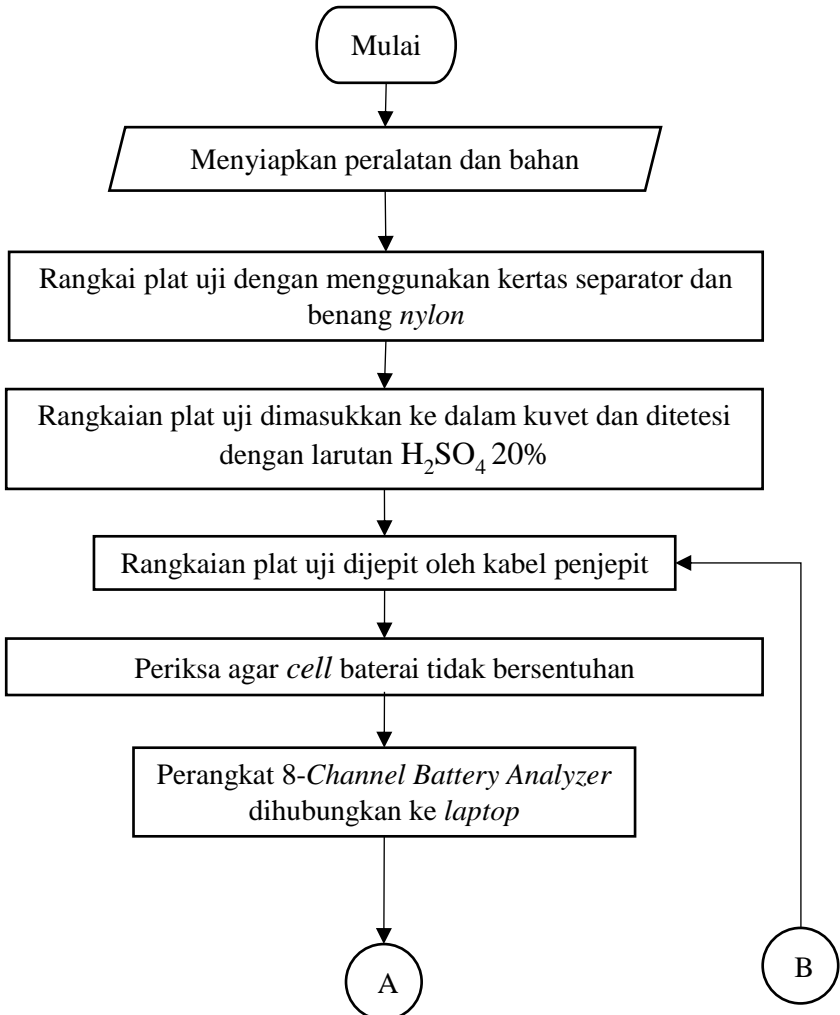 Mulai
Menyiapkan peralatan dan bahan
Rangkai plat uji dengan menggunakan kertas separator dan
benang nylon
Rangkaian plat uji dimasukkan ke dalam kuvet dan ditetesi
dengan larutan H₂SO₄ 20%
Rangkaian plat uji dijepit oleh kabel penjepit
Periksa agar cell baterai tidak bersentuhan
Perangkat 8-Channel Battery Analyzer
dihubungkan ke laptop
A
B